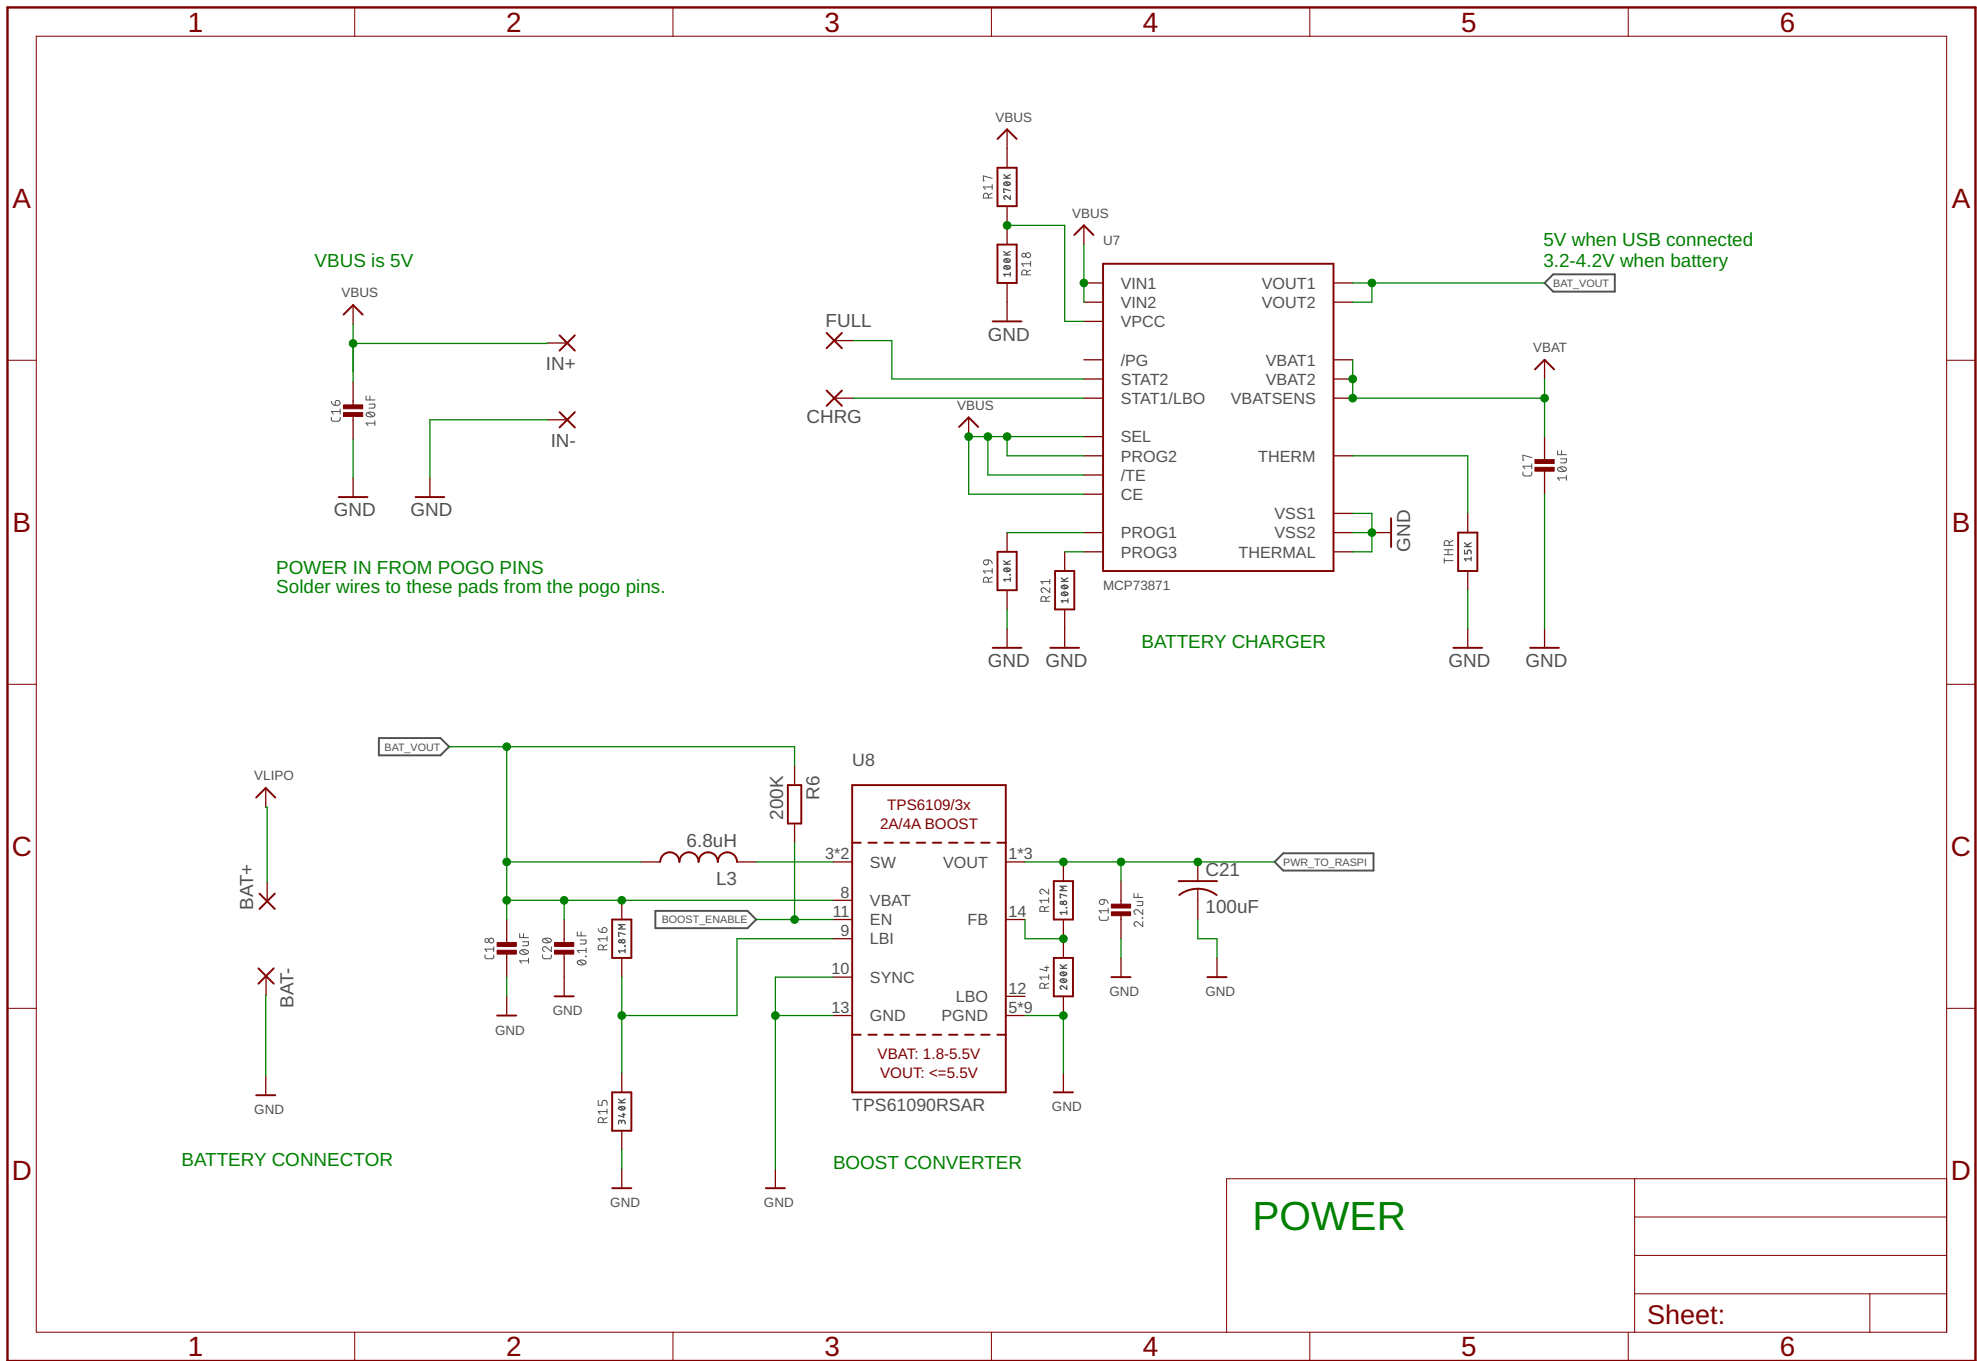 1 2 3 4 5 6
A
A
B
B
C
C
D
D
VBUS is 5V
VBUS
C16
10uF
IN+
IN-
GND
GND
POWER IN FROM POGO PINS
Solder wires to these pads from the pogo pins.
VBUS
R17
270K
R18
100K
GND
VBUS
U7
FULL
CHRG
VBUS
VIN1
VIN2
VPCC
/PG
STAT2
STAT1/LBO
SEL
PROG2
/TE
CE
PROG1
PROG3
VOUT1
VOUT2
VBAT1
VBAT2
VBATSENS
THERM
VSS1
VSS2
THERMAL
MCP73871
GND
R19
1.0K
R21
100K
GND
GND
BATTERY CHARGER
5V when USB connected
3.2-4.2V when battery
BAT_VOUT
VBAT
C17
10uF
THR
15K
GND
GND
VLIPO
BAT+
BAT-
GND
BATTERY CONNECTOR
BAT_VOUT
6.8uH
L3
200K
R6
BOOST_ENABLE
C18
10uF
GND
C20
0.1uF
GND
R16
1.87M
R15
340K
GND
GND
U8
TPS6109/3x
2A/4A BOOST
3*2
SW
8
VBAT
11
EN
9
LBI
10
SYNC
13
GND
VOUT
1*3
FB
14
LBO
12
PGND
5*9
VBAT: 1.8-5.5V
VOUT: <=5.5V
TPS61090RSAR
BOOST CONVERTER
R12
1.87M
R14
200K
GND
C19
2.2uF
GND
C21
100uF
GND
PWR_TO_RASPI
POWER
Sheet:
1 2 3 4 5 6